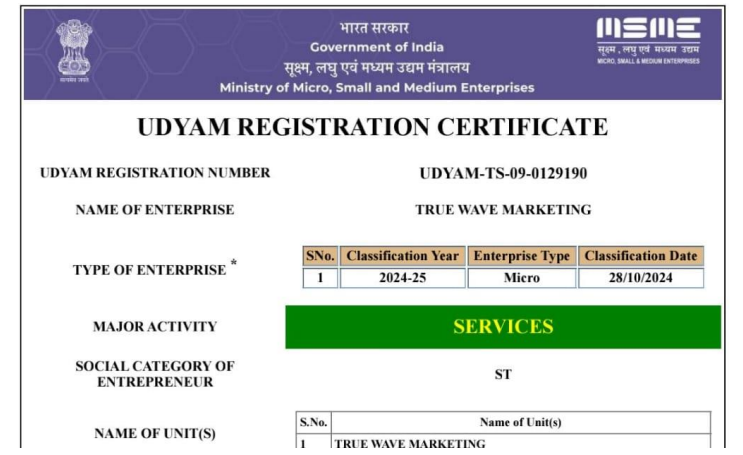 भारत सरकार
Government of India
सूक्ष्म, लघु एवं मध्यम उद्यम मंत्रालय
Ministry of Micro, Small and Medium Enterprises
सत्यमेव जयते
MSME
सूक्ष्म, लघु एवं मध्यम उद्यम
MICRO, SMALL & MEDIUM ENTERPRISES
UDYAM REGISTRATION CERTIFICATE
UDYAM REGISTRATION NUMBER UDYAM-TS-09-0129190
NAME OF ENTERPRISE TRUE WAVE MARKETING
TYPE OF ENTERPRISE *
SNo. Classification Year Enterprise Type Classification Date
1 2024-25 Micro 28/10/2024
MAJOR ACTIVITY SERVICES
SOCIAL CATEGORY OF
ENTREPRENEUR
ST
NAME OF UNIT(S)
S.No. Name of Unit(s)
1 TRUE WAVE MARKETING